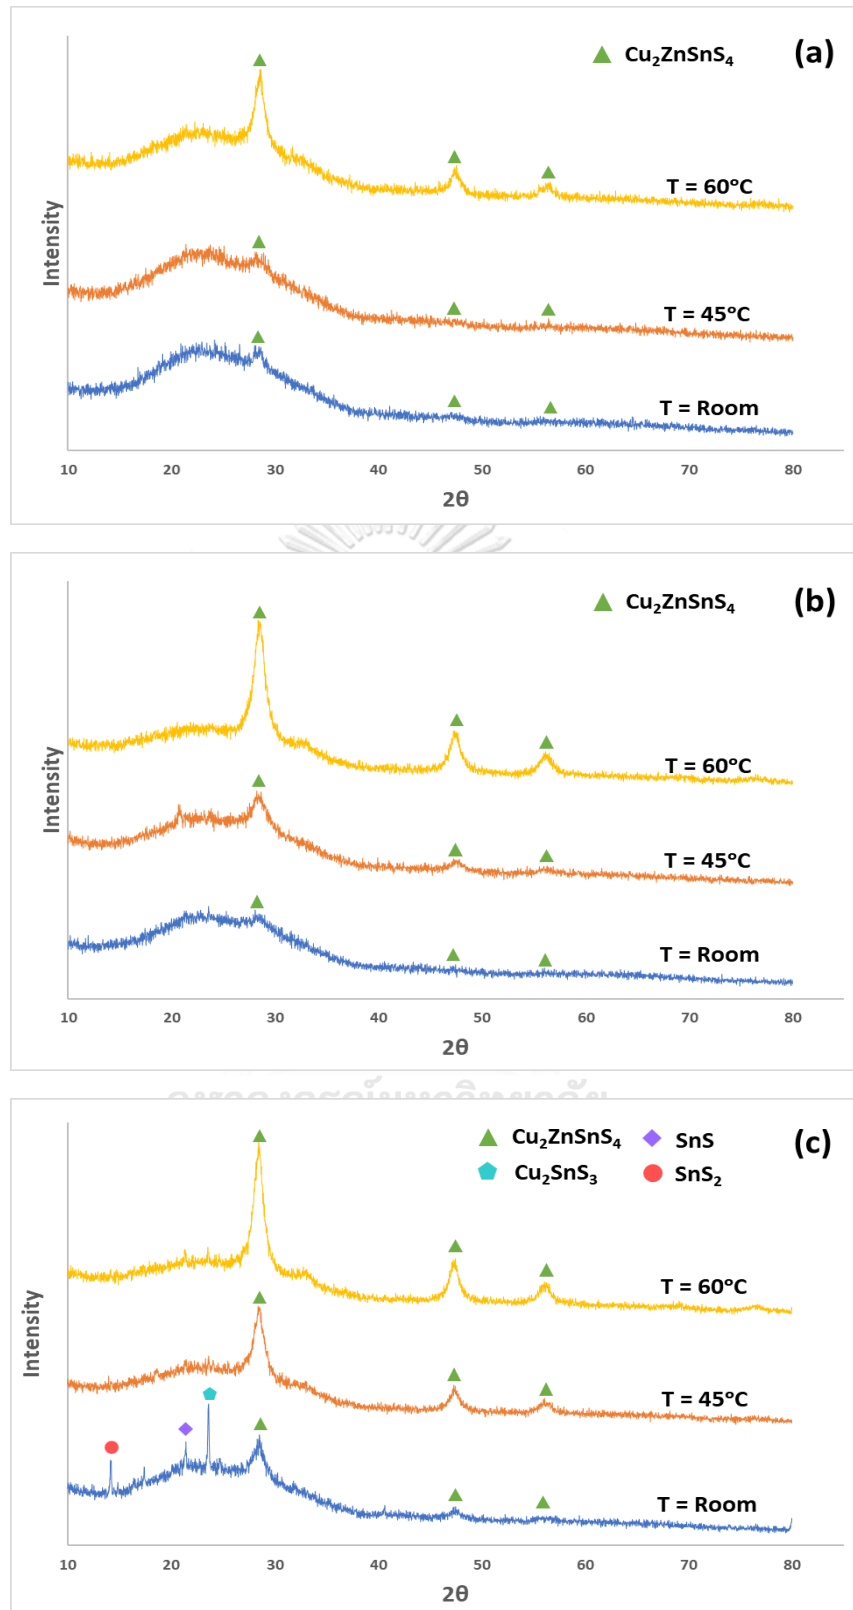 Cu₂ZnSnS₄
(a)
T = 60°C
T = 45°C
T = Room
Intensity
10 20 30 40 50 60 70 80
2θ
Cu₂ZnSnS₄
(b)
T = 60°C
T = 45°C
T = Room
Intensity
10 20 30 40 50 60 70 80
2θ
Cu₂ZnSnS₄ SnS
(c)
Cu₂SnS₃ SnS₂
T = 60°C
T = 45°C
T = Room
Intensity
10 20 30 40 50 60 70 80
2θ